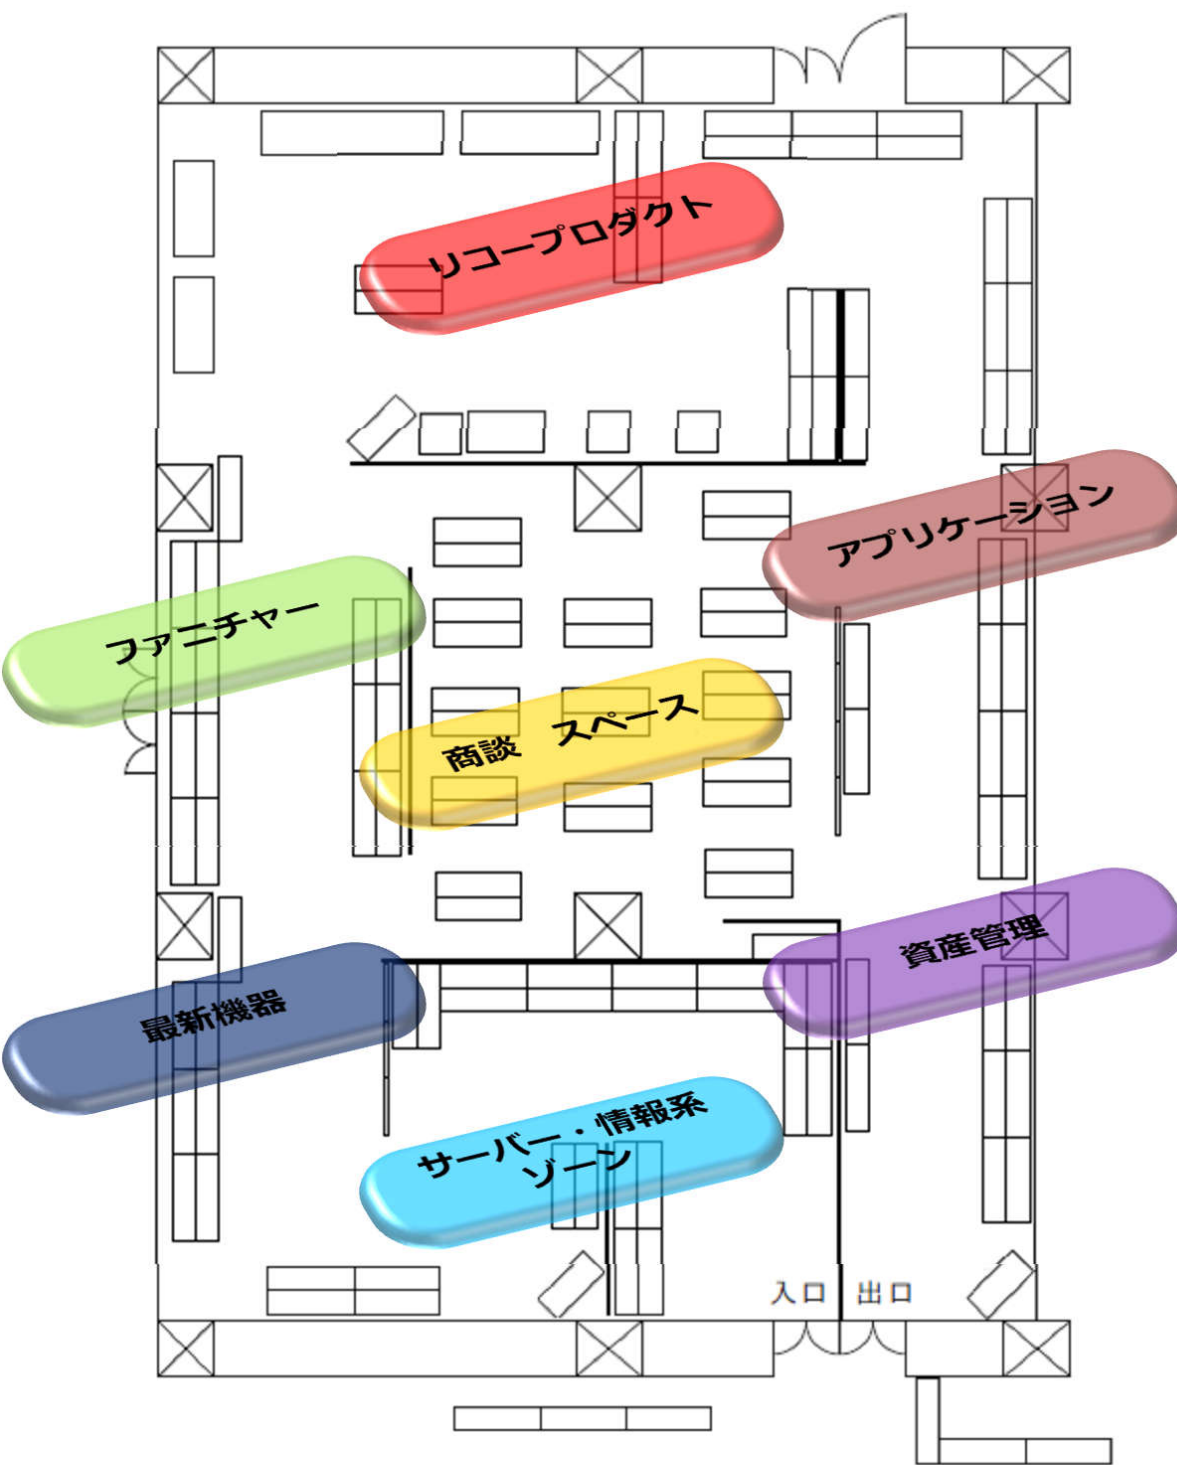 リコープロダクト
アプリケーション
ファニチャー
商談　スペース
資産管理
最新機器
サーバー・情報系
ゾーン
入口　出口